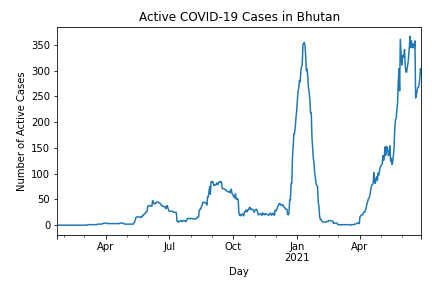 Active COVID-19 Cases in Bhutan
Number of Active Cases
350
300
250
200
150
100
50
0
Apr
Jul
Oct
Jan
2021
Apr
Day